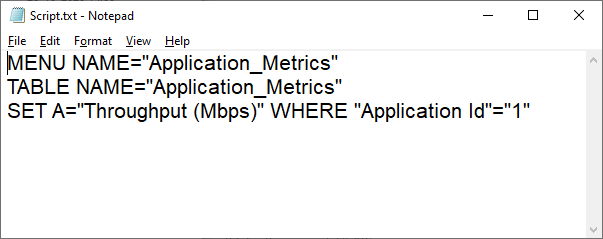 Script.txt - Notepad
File Edit Format View Help
MENU NAME="Application_Metrics"
TABLE NAME="Application_Metrics"
SET A="Throughput (Mbps)" WHERE "Application Id"="1"